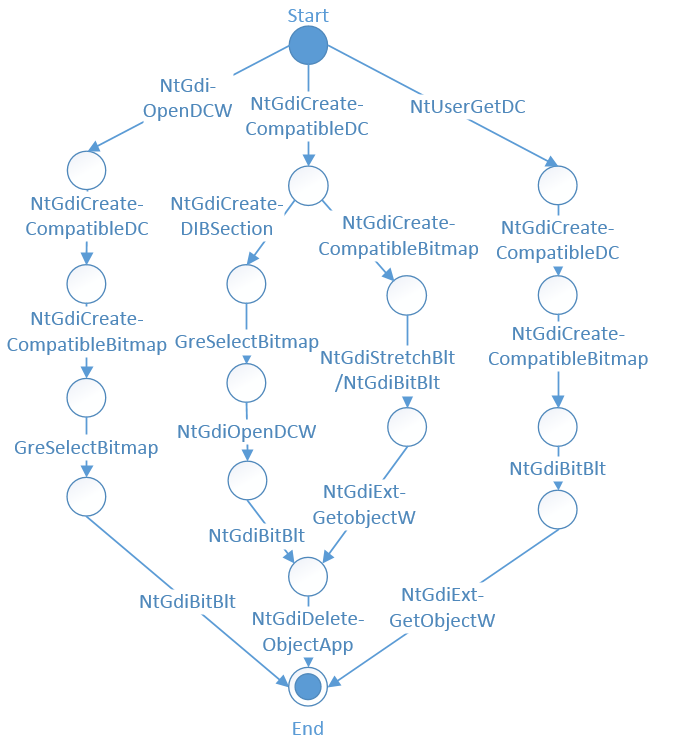 Start
NtGdi-
OpenDCW
NtGdiCreate-
CompatibleDC
NtUserGetDC
NtGdiCreate-
CompatibleDC
NtGdiCreate-
DIBSection
NtGdiCreate-
CompatibleBitmap
NtGdiCreate-
CompatibleDC
NtGdiCreate-
CompatibleBitmap
GreSelectBitmap
NtGdiStretchBlt
/NtGdiBitBlt
NtGdiCreate-
CompatibleBitmap
GreSelectBitmap
NtGdiOpenDCW
NtGdiBitBlt
NtGdiExt-
GetobjectW
NtGdiBitBlt
NtGdiBitBlt
NtGdiDelete-
ObjectApp
NtGdiExt-
GetObjectW
End